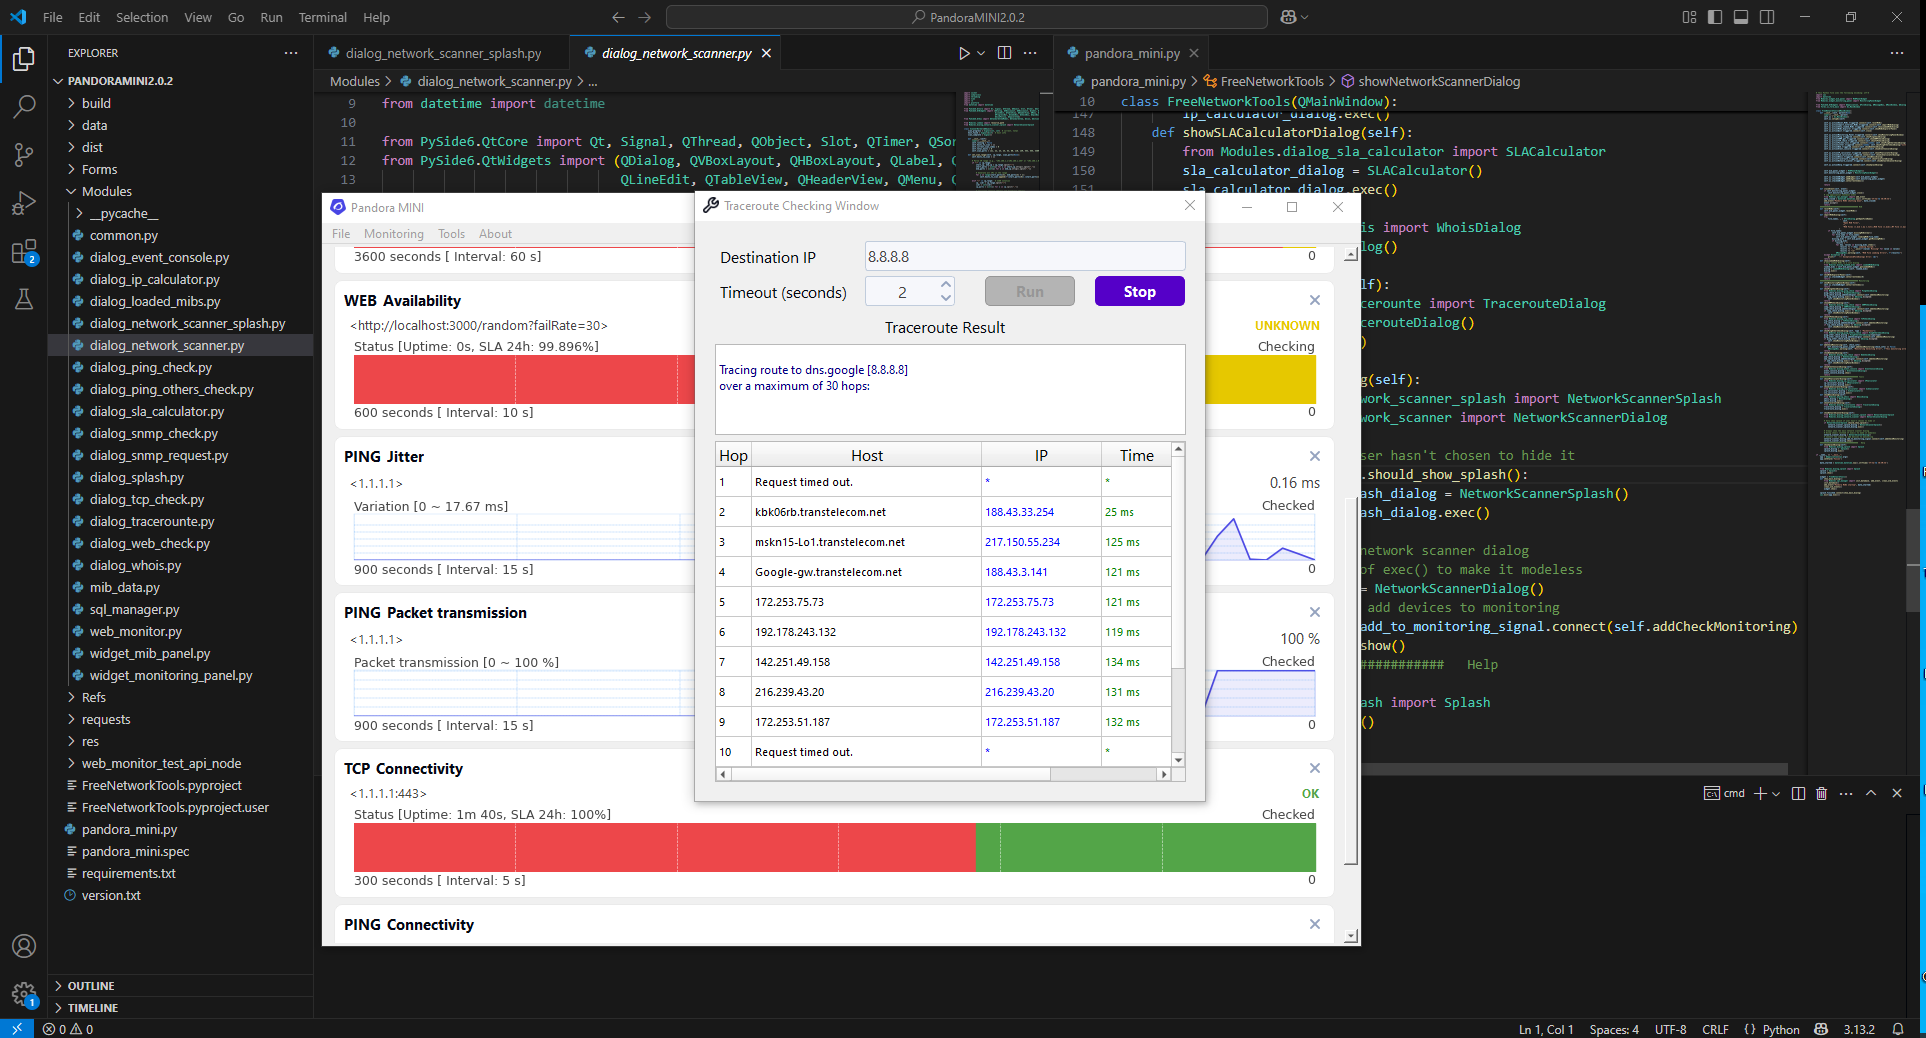 File Edit Selection View Go Run Terminal Help
PandoraMINI2.0.2
EXPLORER
PANDORAMINI2.0.2
build
data
dist
Forms
Modules
__pycache__
common.py
dialog_event_console.py
dialog_ip_calculator.py
dialog_loaded_mibs.py
dialog_network_scanner_splash.py
dialog_network_scanner.py
dialog_ping_check.py
dialog_ping_others_check.py
dialog_sla_calculator.py
dialog_snmp_check.py
dialog_snmp_request.py
dialog_splash.py
dialog_tcp_check.py
dialog_tracerounte.py
dialog_web_check.py
dialog_whois.py
mib_data.py
sql_manager.py
web_monitor.py
widget_mib_panel.py
widget_monitoring_panel.py
Refs
requests
res
web_monitor_test_api_node
FreeNetworkTools.pyproject
FreeNetworkTools.pyproject.user
pandora_mini.py
pandora_mini.spec
requirements.txt
version.txt
OUTLINE
TIMELINE
2
1
dialog_network_scanner_splash.py
dialog_network_scanner.py
Modules > dialog_network_scanner.py > ...
9 from datetime import datetime
10
11 from PySide6.QtCore import Qt, Signal, QThread, QObject, Slot, QTimer, QSor
12 from PySide6.QtWidgets import (QDialog, QVBoxLayout, QHBoxLayout, QLabel, Q
13 QLineEdit, QTableView, QHeaderView, QMenu, Q
pandora_mini.py
pandora_mini.py > FreeNetworkTools > showNetworkScannerDialog
10 class FreeNetworkTools(QMainWindow):
147 ip_calculator_dialog.exec()
148 def showSLACalculatorDialog(self):
149 from Modules.dialog_sla_calculator import SLACalculator
150 sla_calculator_dialog = SLACalculator()
151 sla_calculator_dialog.exec()
is import WhoisDialog
log()
lf):
cerounte import TracerouteDialog
cerouteDialog()
)
g(self):
work_scanner_splash import NetworkScannerSplash
work_scanner import NetworkScannerDialog
ser hasn't chosen to hide it
.should_show_splash():
ash_dialog = NetworkScannerSplash()
ash_dialog.exec()
network scanner dialog
of exec() to make it modeless
= NetworkScannerDialog()
add devices to monitoring
add_to_monitoring_signal.connect(self.addCheckMonitoring)
show()
########### Help
ash import Splash
()
Pandora MINI
File Monitoring Tools About
3600 seconds [ Interval: 60 s] 0
WEB Availability
<http://localhost:3000/random?failRate=30> UNKNOWN
Status [Uptime: 0s, SLA 24h: 99.896%] Checking
600 seconds [ Interval: 10 s] 0
PING Jitter
<1.1.1.1> 0.16 ms
Variation [0 ~ 17.67 ms] Checked
900 seconds [ Interval: 15 s] 0
PING Packet transmission
<1.1.1.1> 100 %
Packet transmission [0 ~ 100 %] Checked
900 seconds [ Interval: 15 s] 0
TCP Connectivity
<1.1.1.1:443> OK
Status [Uptime: 1m 40s, SLA 24h: 100%] Checked
300 seconds [ Interval: 5 s] 0
PING Connectivity
Traceroute Checking Window
Destination IP 8.8.8.8
Timeout (seconds) 2 Run Stop
Traceroute Result
Tracing route to dns.google [8.8.8.8]
over a maximum of 30 hops:
Hop Host IP Time
1 Request timed out. * *
2 kbk06rb.transtelecom.net 188.43.33.254 25 ms
3 mskn15-Lo1.transtelecom.net 217.150.55.234 125 ms
4 Google-gw.transtelecom.net 188.43.3.141 121 ms
5 172.253.75.73 172.253.75.73 121 ms
6 192.178.243.132 192.178.243.132 119 ms
7 142.251.49.158 142.251.49.158 134 ms
8 216.239.43.20 216.239.43.20 131 ms
9 172.253.51.187 172.253.51.187 132 ms
10 Request timed out. * *
cmd
0 0
Ln 1, Col 1 Spaces: 4 UTF-8 CRLF { } Python 3.13.2